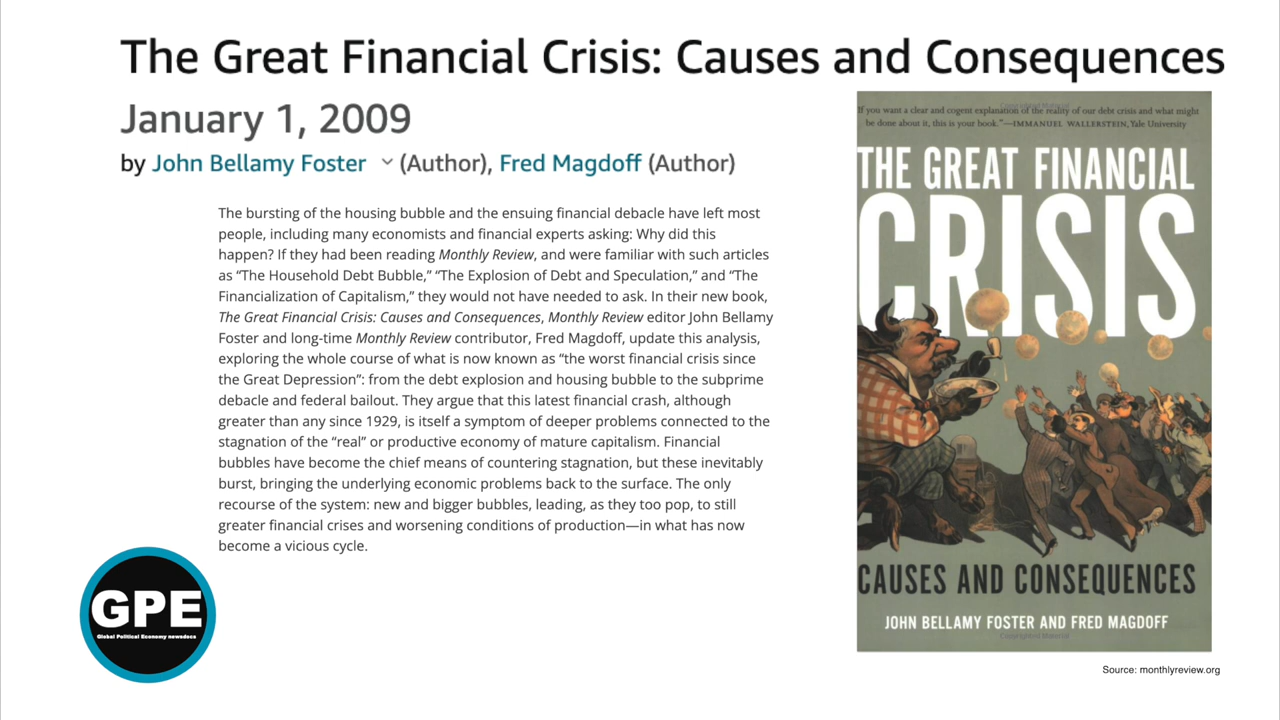 The Great Financial Crisis: Causes and Consequences
January 1, 2009
by John Bellamy Foster (Author), Fred Magdoff (Author)
The bursting of the housing bubble and the ensuing financial debacle have left most
people, including many economists and financial experts asking: Why did this
happen? If they had been reading Monthly Review, and were familiar with such articles
as “The Household Debt Bubble,” “The Explosion of Debt and Speculation,” and “The
Financialization of Capitalism,” they would not have needed to ask. In their new book,
The Great Financial Crisis: Causes and Consequences, Monthly Review editor John Bellamy
Foster and long-time Monthly Review contributor, Fred Magdoff, update this analysis,
exploring the whole course of what is now known as “the worst financial crisis since
the Great Depression”: from the debt explosion and housing bubble to the subprime
debacle and federal bailout. They argue that this latest financial crash, although
greater than any since 1929, is itself a symptom of deeper problems connected to the
stagnation of the “real” or productive economy of mature capitalism. Financial
bubbles have become the chief means of countering stagnation, but these inevitably
burst, bringing the underlying economic problems back to the surface. The only
recourse of the system: new and bigger bubbles, leading, as they too pop, to still
greater financial crises and worsening conditions of production—in what has now
become a vicious cycle.
GPE
Global Political Economy newsdocs
Copyrighted Material
If you want a clear and cogent explanation of the reality of our debt crisis and what might
be done about it, this is your book.”—IMMANUEL WALLERSTEIN, Yale University
THE GREAT FINANCIAL
CRISIS
CAUSES AND CONSEQUENCES
JOHN BELLAMY FOSTER AND FRED MAGDOFF
Copyrighted Material
Source: monthlyreview.org